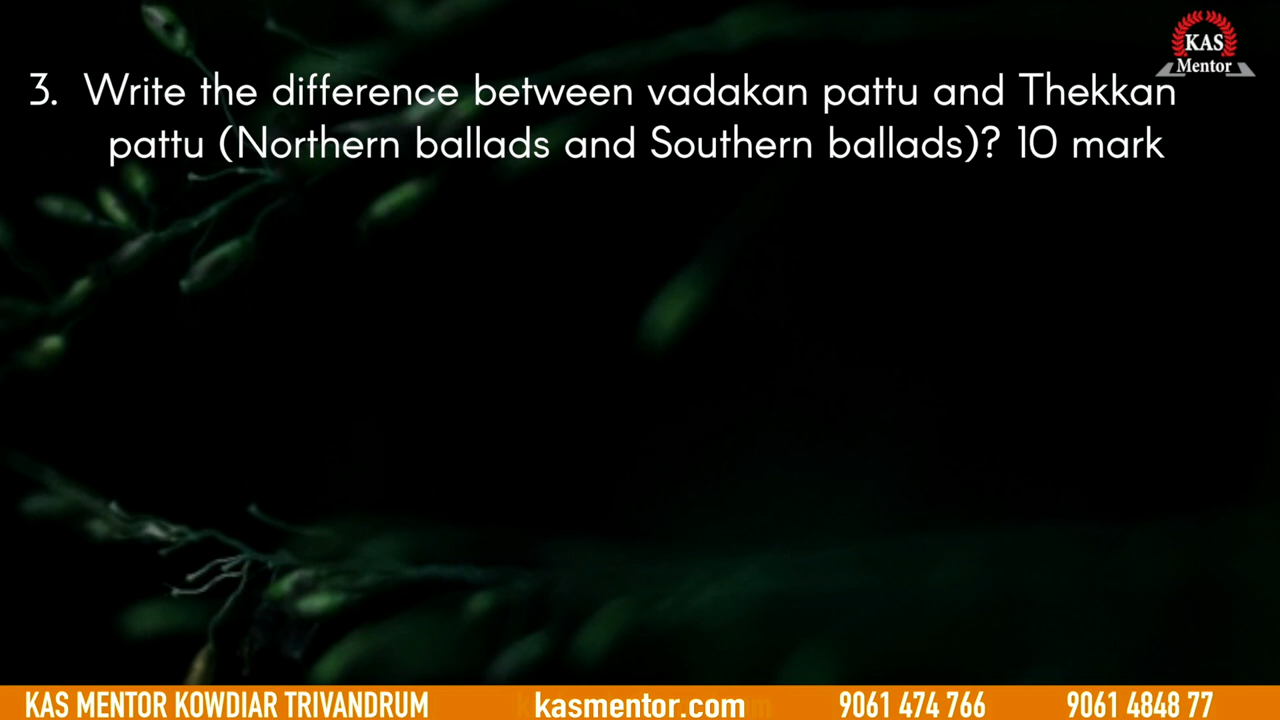 KAS
Mentor
3. Write the difference between vadakan pattu and Thekkan
pattu (Northern ballads and Southern ballads)? 10 mark
KAS MENTOR KOWDIAR TRIVANDRUM kasmentor.com 9061 474 766 9061 4848 77